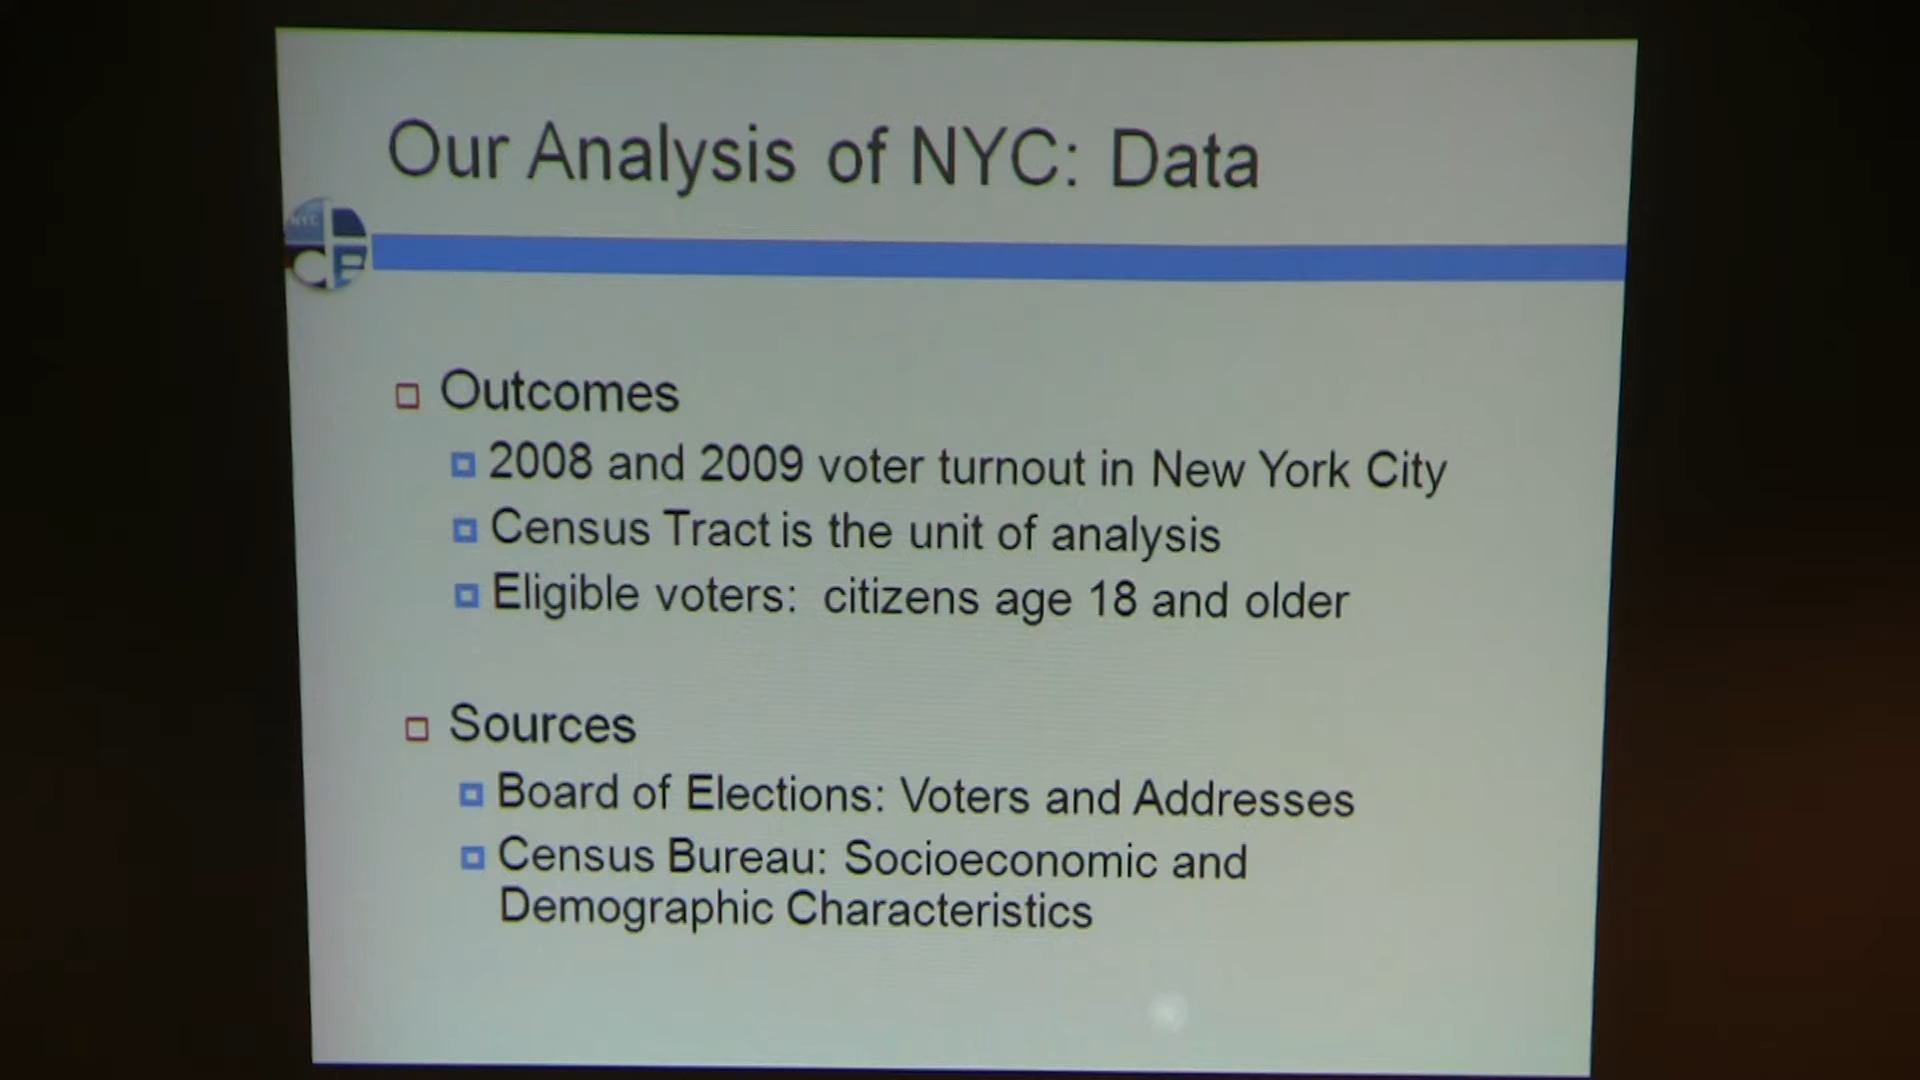 Our Analysis of NYC: Data
NYC
CFB
Outcomes
2008 and 2009 voter turnout in New York City
Census Tract is the unit of analysis
Eligible voters: citizens age 18 and older
Sources
Board of Elections: Voters and Addresses
Census Bureau: Socioeconomic and
Demographic Characteristics